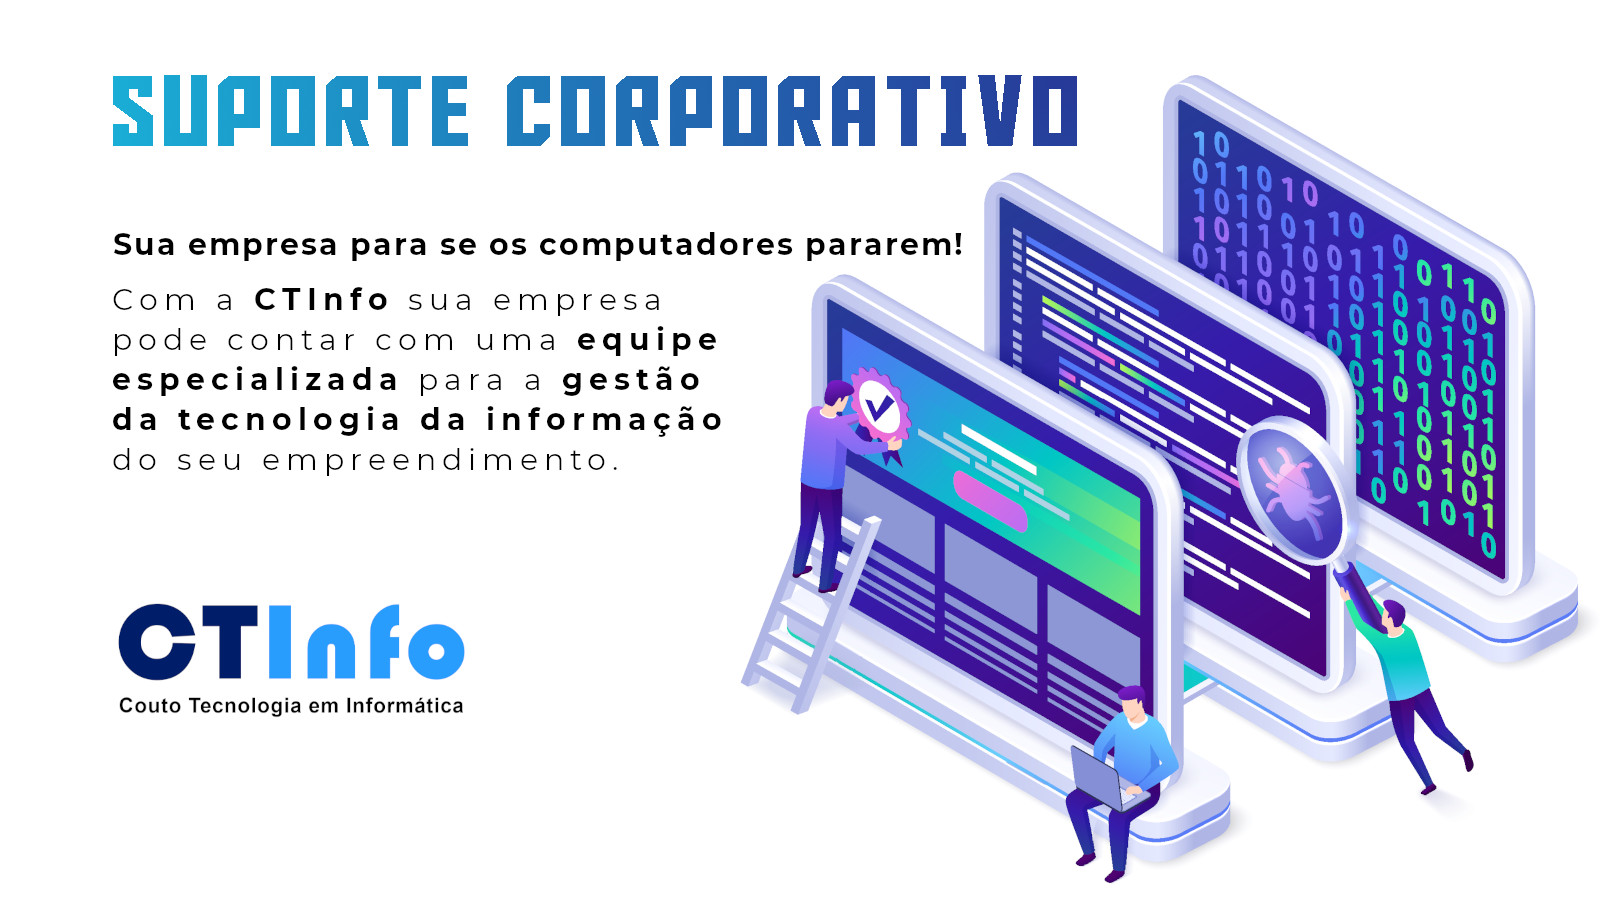 SUPORTE CORPORATIVO
Sua empresa para se os computadores pararem!
Com a CTInfo sua empresa
pode contar com uma equipe
especializada para a gestão
da tecnologia da informação
do seu empreendimento.
CTInfo
Couto Tecnologia em Informática